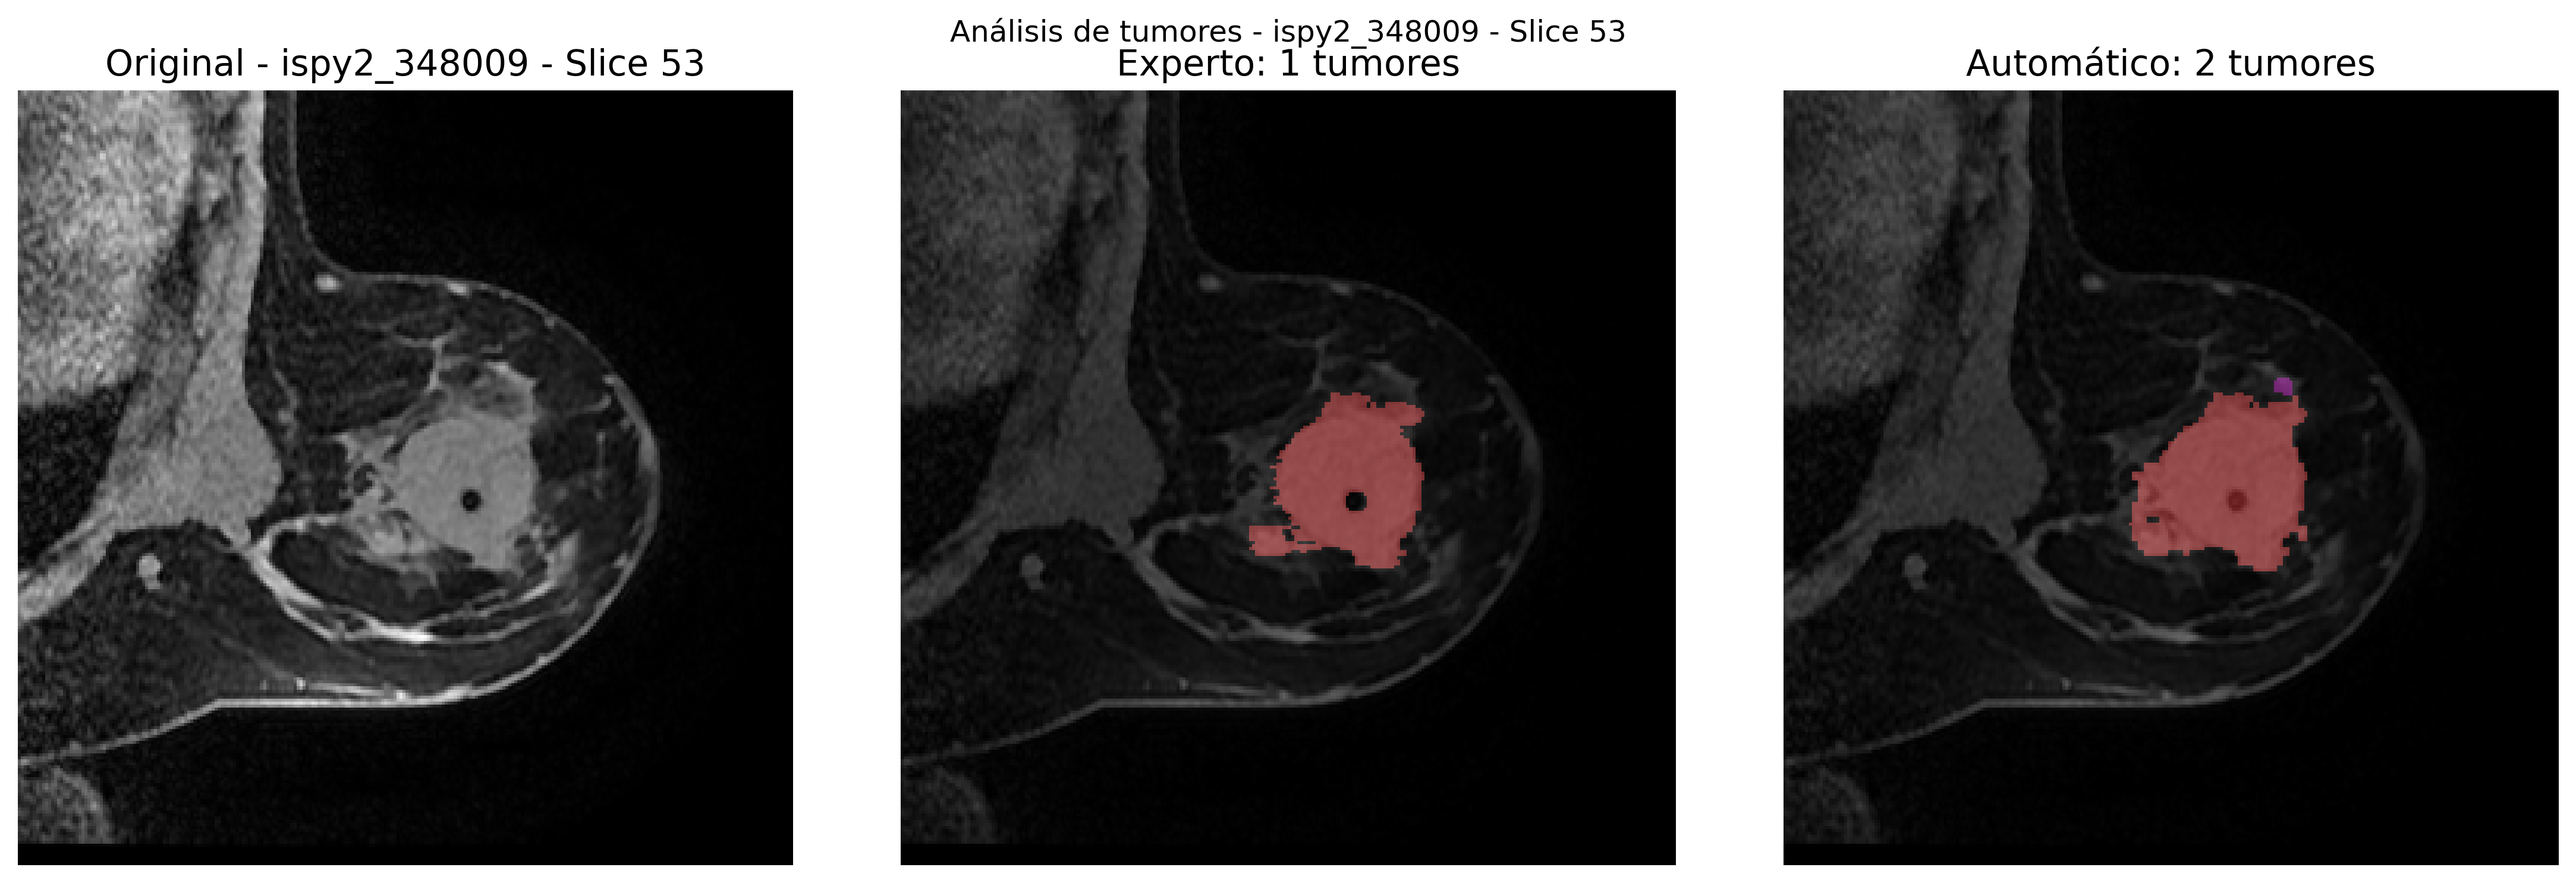 Análisis de tumores - ispy2_348009 - Slice 53
Original - ispy2_348009 - Slice 53
Experto: 1 tumores
Automático: 2 tumores